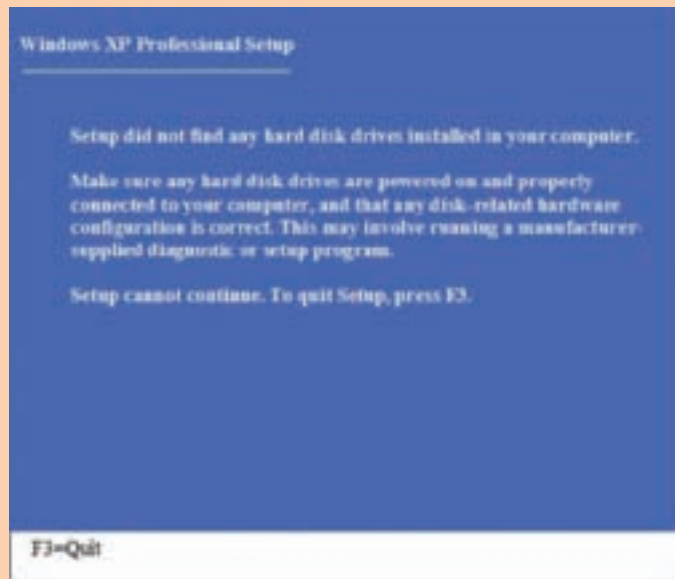 Windows XP Professional Setup
Setup did not find any hard disk drives installed in your computer.
Make sure any hard disk drives are powered on and properly
connected to your computer, and that any disk-related hardware
configuration is correct. This may involve running a manufacturer-
supplied diagnostic or setup program.
Setup cannot continue. To quit Setup, press F3.
F3=Quit